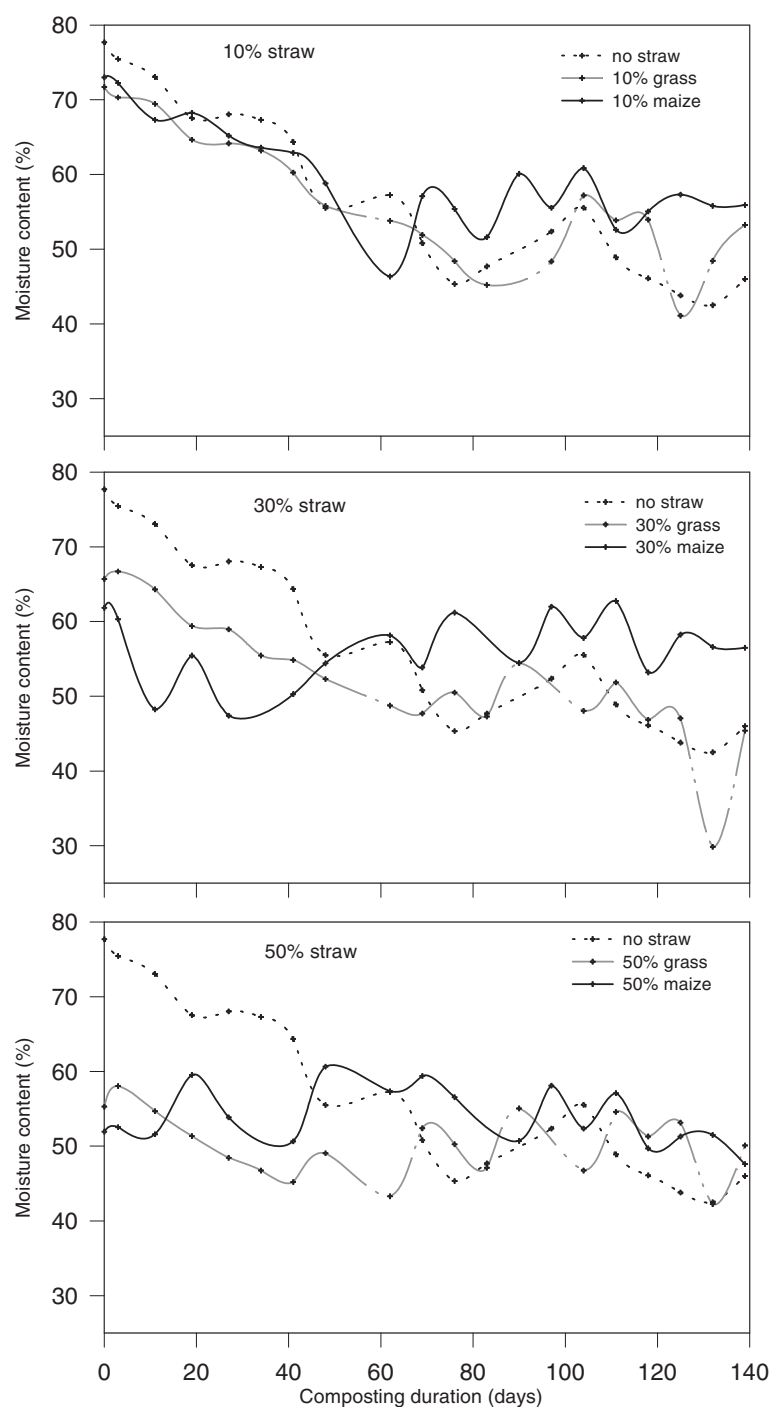 80
10% straw
no straw
10% grass
10% maize
70
60
50
40
30
Moisture content (%)
80
30% straw
no straw
30% grass
30% maize
70
60
50
40
30
Moisture content (%)
80
50% straw
no straw
50% grass
50% maize
70
60
50
40
30
Moisture content (%)
0 20 40 60 80 100 120 140
Composting duration (days)